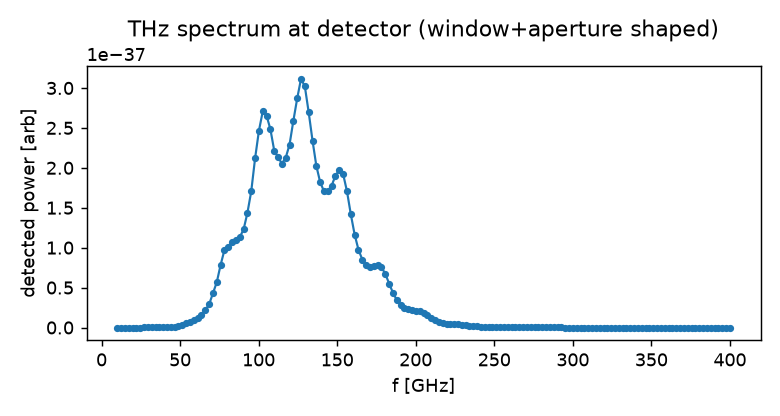 THz spectrum at detector (window+aperture shaped)
1e−37
detected power [arb]
3.0
2.5
2.0
1.5
1.0
0.5
0.0
0 50 100 150 200 250 300 350 400
f [GHz]